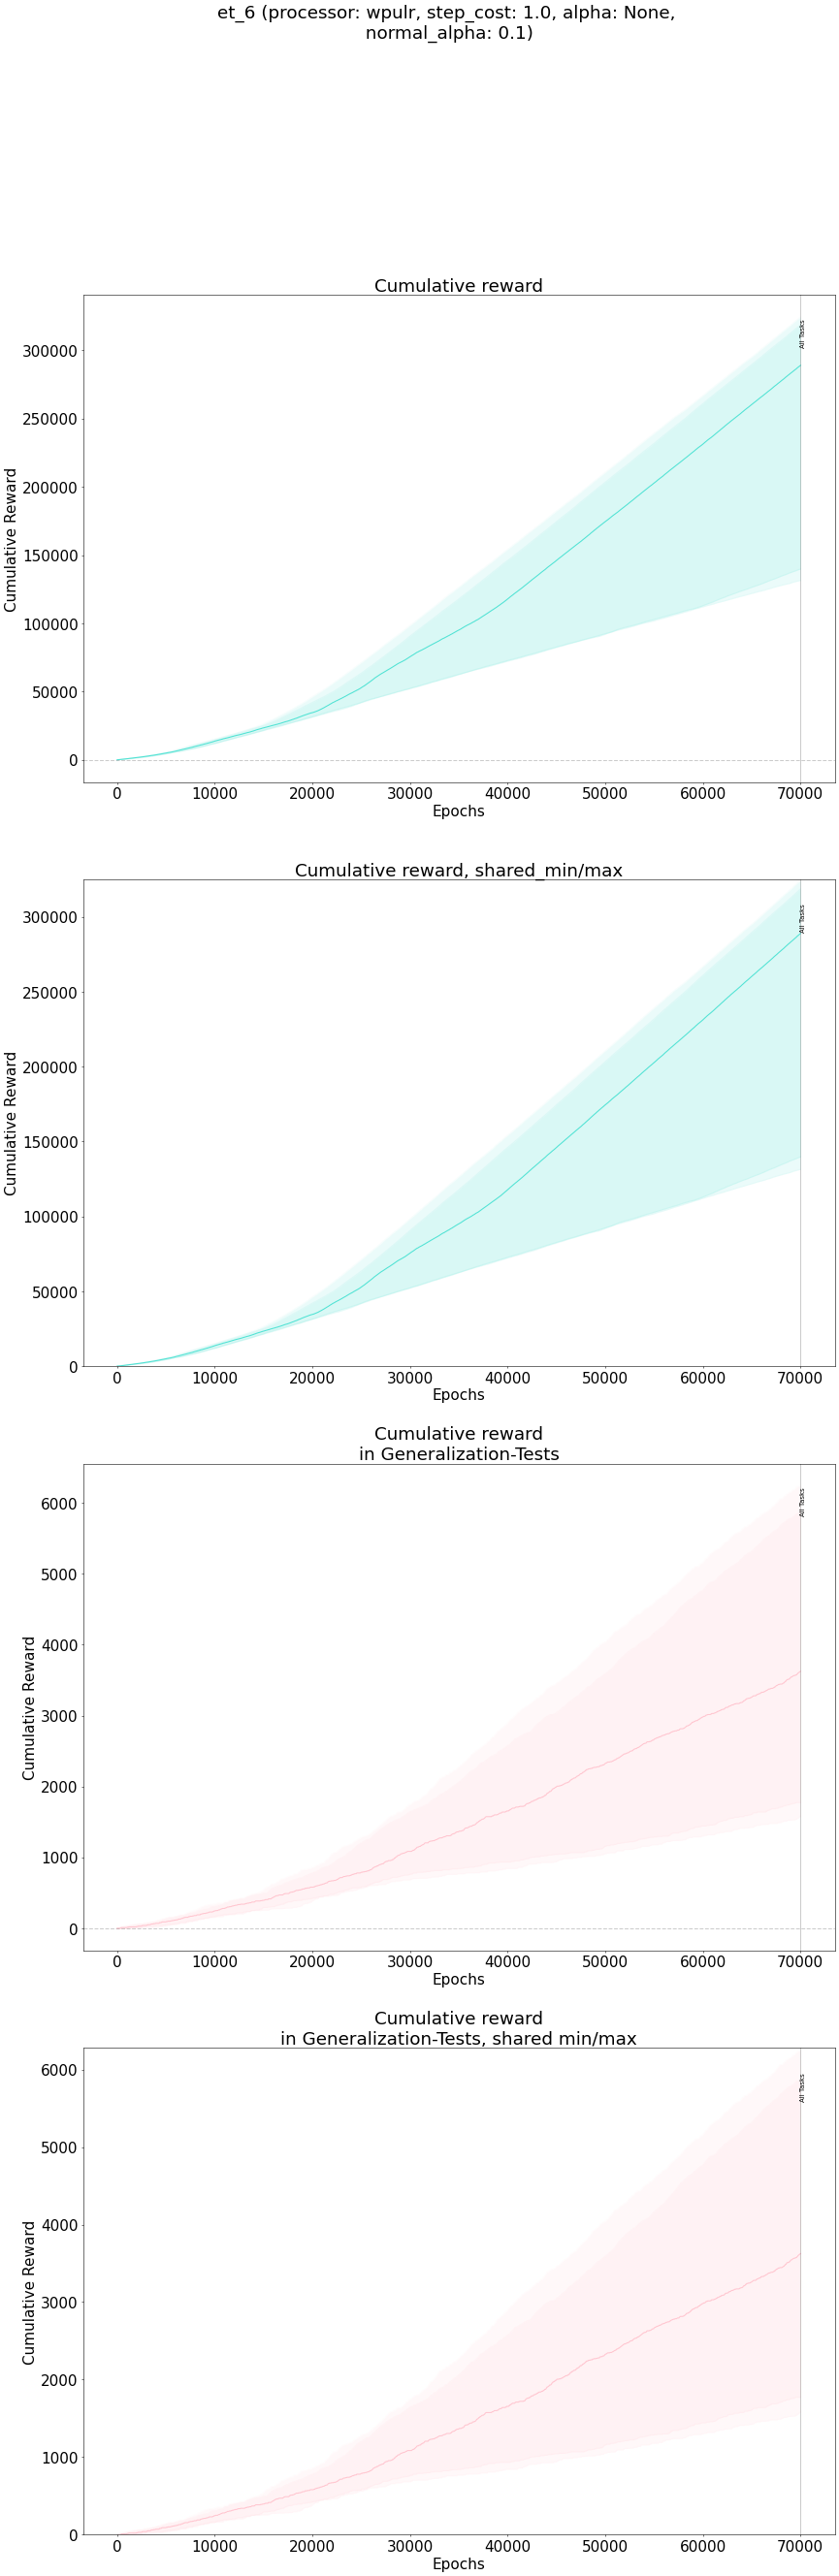 et_6 (processor: wpulr, step_cost: 1.0, alpha: None,
normal_alpha: 0.1)
Cumulative reward
Cumulative Reward
300000
250000
200000
150000
100000
50000
0
All Tasks
0 10000 20000 30000 40000 50000 60000 70000
Epochs
Cumulative reward, shared_min/max
Cumulative Reward
300000
250000
200000
150000
100000
50000
0
All Tasks
0 10000 20000 30000 40000 50000 60000 70000
Epochs
Cumulative reward
in Generalization-Tests
Cumulative Reward
6000
5000
4000
3000
2000
1000
0
All Tasks
0 10000 20000 30000 40000 50000 60000 70000
Epochs
Cumulative reward
in Generalization-Tests, shared min/max
Cumulative Reward
6000
5000
4000
3000
2000
1000
0
All Tasks
0 10000 20000 30000 40000 50000 60000 70000
Epochs